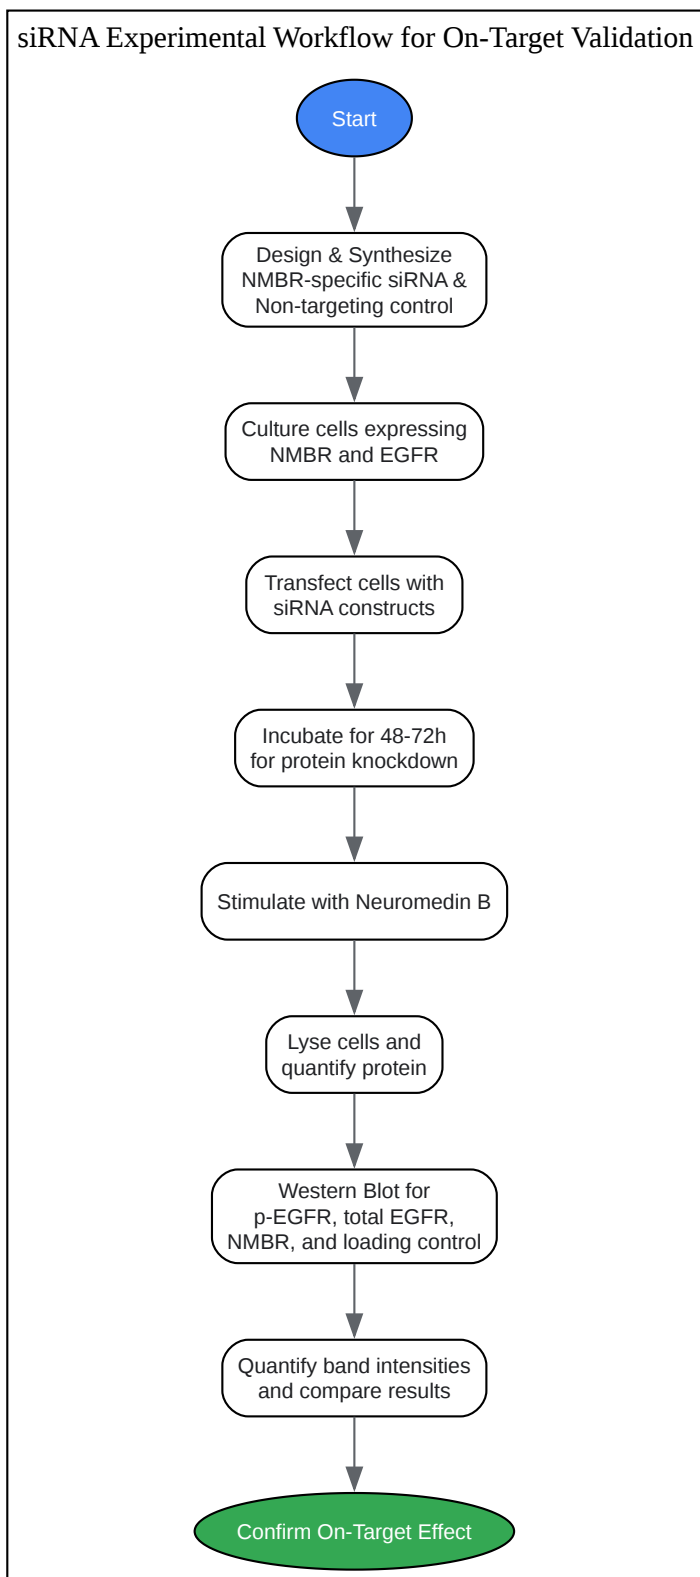 siRNA Experimental Workflow for On-Target Validation
Start
Design & Synthesize
NMBR-specific siRNA &
Non-targeting control
Culture cells expressing
NMBR and EGFR
Transfect cells with
siRNA constructs
Incubate for 48-72h
for protein knockdown
Stimulate with Neuromedin B
Lyse cells and
quantify protein
Western Blot for
p-EGFR, total EGFR,
NMBR, and loading control
Quantify band intensities
and compare results
Confirm On-Target Effect